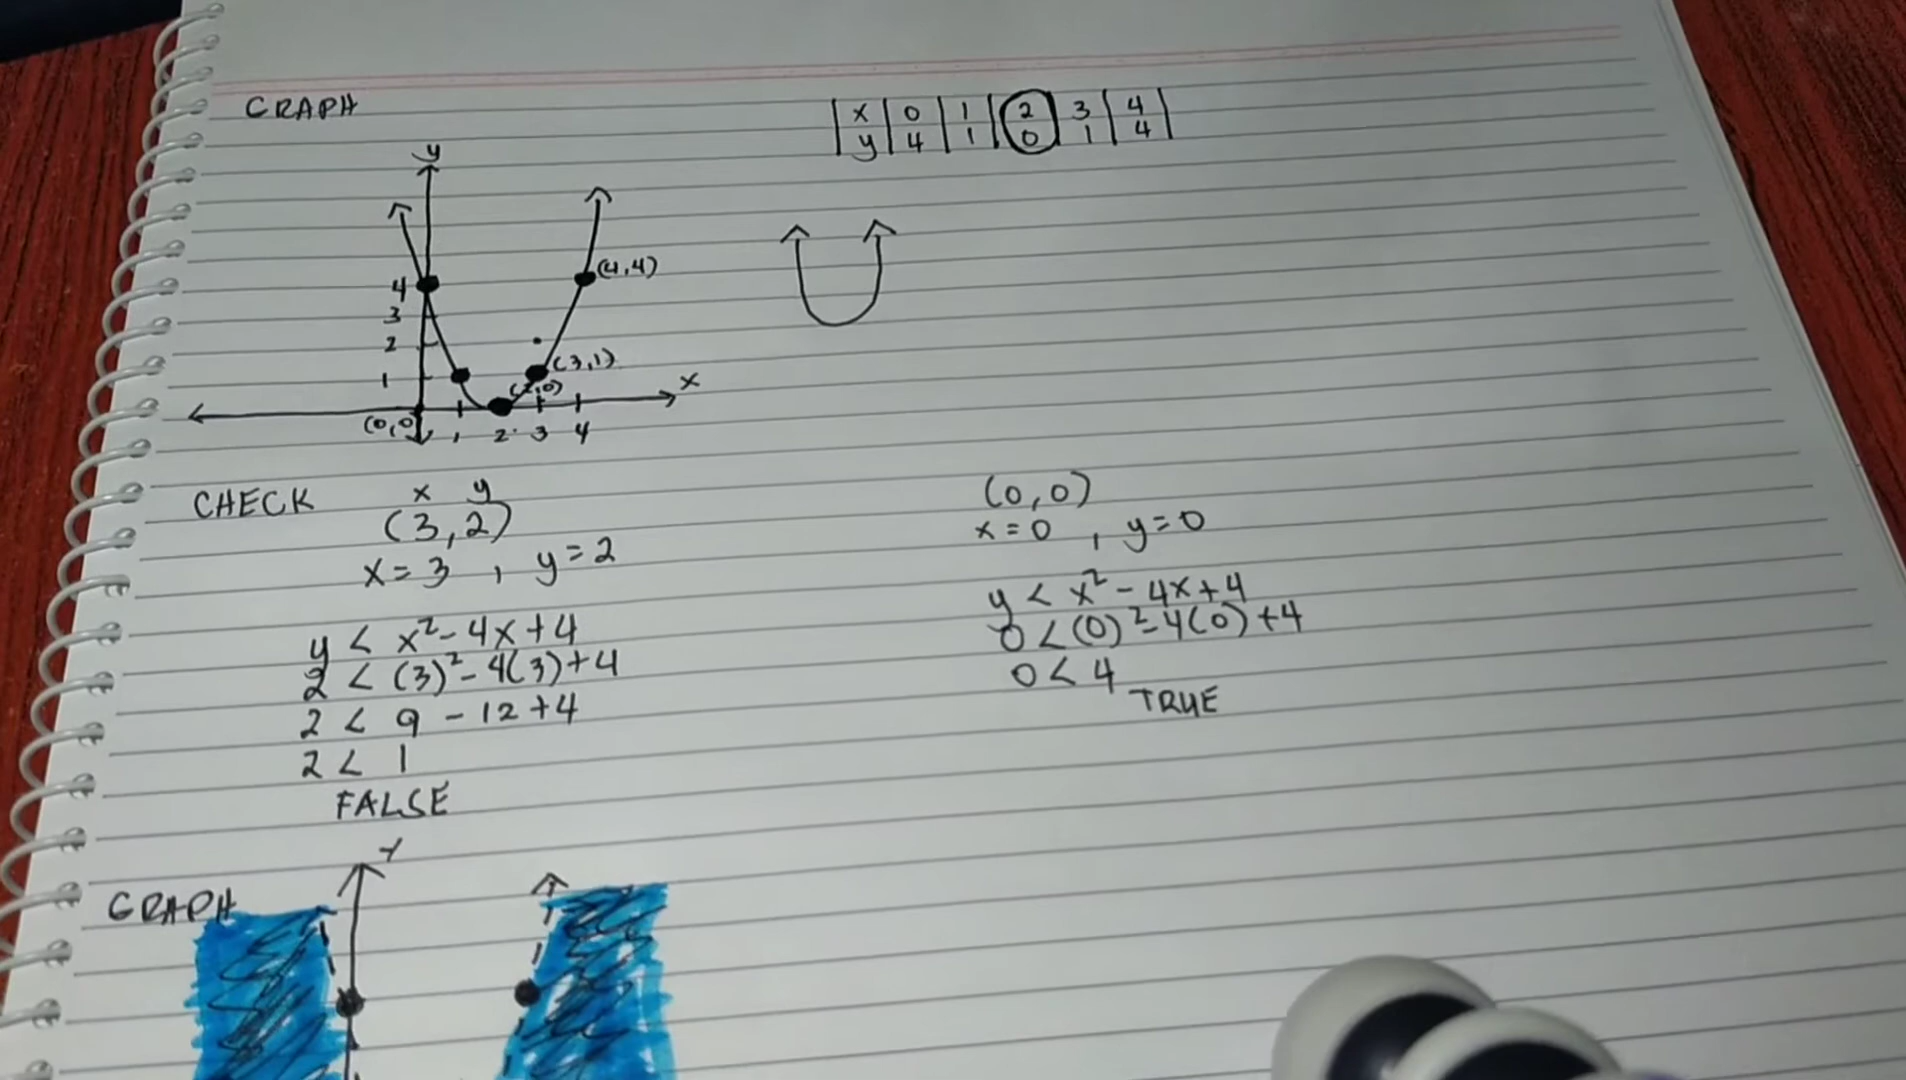 GRAPH
x 0 1 2 3 4
y 4 1 0 1 4
y
4
3
2
1
(4,4)
(3,1)
(2,0)
x
(0,0) 1 2 3 4
CHECK
x y
(3,2)
x=3 , y=2
y < x²-4x+4
2 < (3)²-4(3)+4
2 < 9 -12+4
2 < 1
FALSE
(0,0)
x=0 , y=0
y < x²-4x+4
0 < (0)²-4(0)+4
0 < 4
TRUE
GRAPH
Y